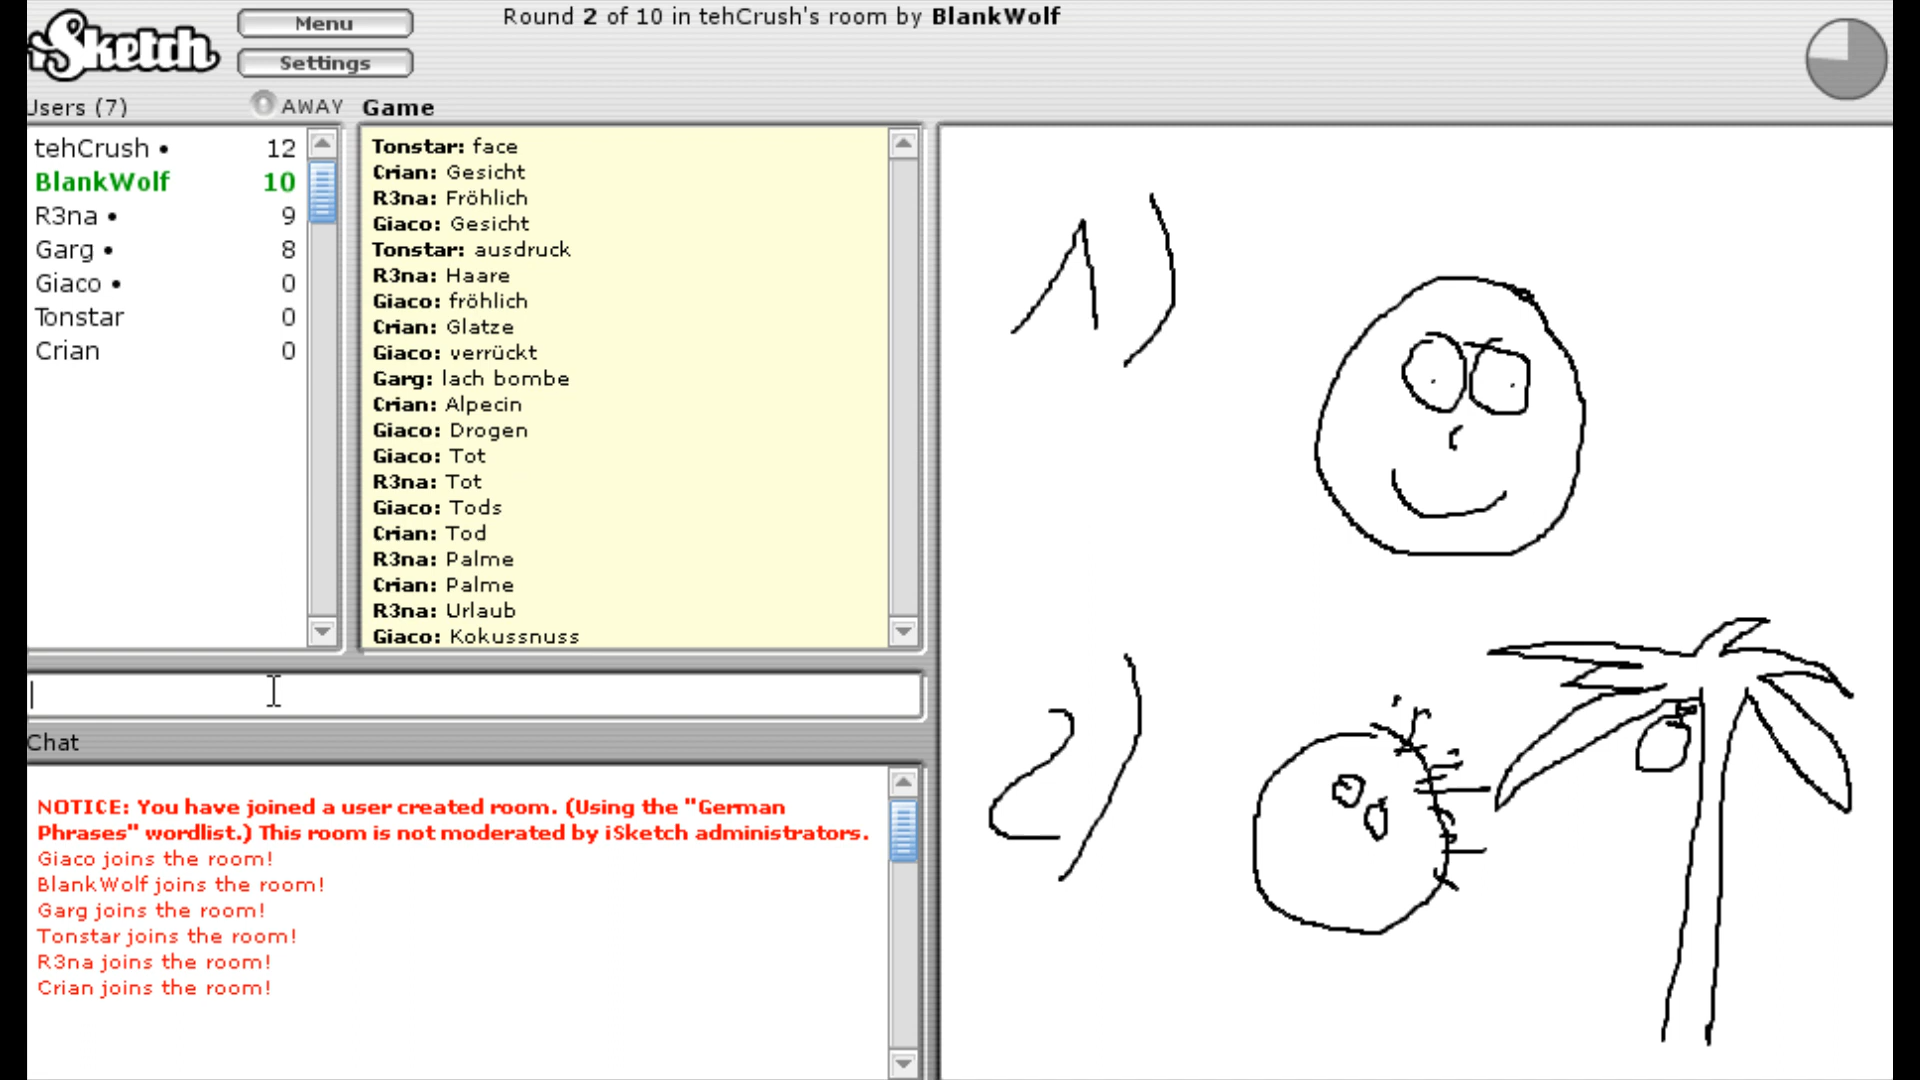 iSketch
Menu
Settings
Round 2 of 10 in tehCrush's room by BlankWolf
Users (7)
AWAY
Game
tehCrush • 12
BlankWolf 10
R3na • 9
Garg • 8
Giaco • 0
Tonstar 0
Crian 0
Tonstar: face
Crian: Gesicht
R3na: Fröhlich
Giaco: Gesicht
Tonstar: ausdruck
R3na: Haare
Giaco: fröhlich
Crian: Glatze
Giaco: verrückt
Garg: lach bombe
Crian: Alpecin
Giaco: Drogen
Giaco: Tot
R3na: Tot
Giaco: Tods
Crian: Tod
R3na: Palme
Crian: Palme
R3na: Urlaub
Giaco: Kokussnuss
Chat
NOTICE: You have joined a user created room. (Using the "German
Phrases" wordlist.) This room is not moderated by iSketch administrators.
Giaco joins the room!
BlankWolf joins the room!
Garg joins the room!
Tonstar joins the room!
R3na joins the room!
Crian joins the room!
1)
2)